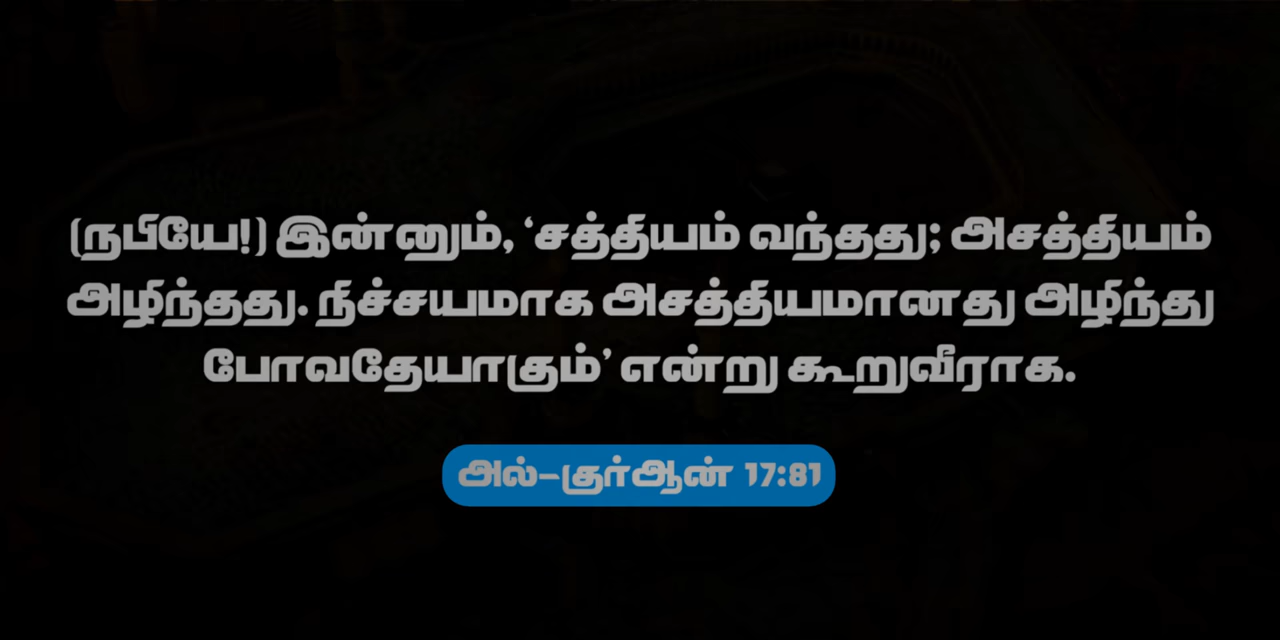 (நபியே!) இன்னும், ‘சத்தியம் வந்தது; அசத்தியம்
அழிந்தது. நிச்சயமாக அசத்தியமானது அழிந்து
போவதேயாகும்’ என்று கூறுவீராக.
அல்-குர்ஆன் 17:81